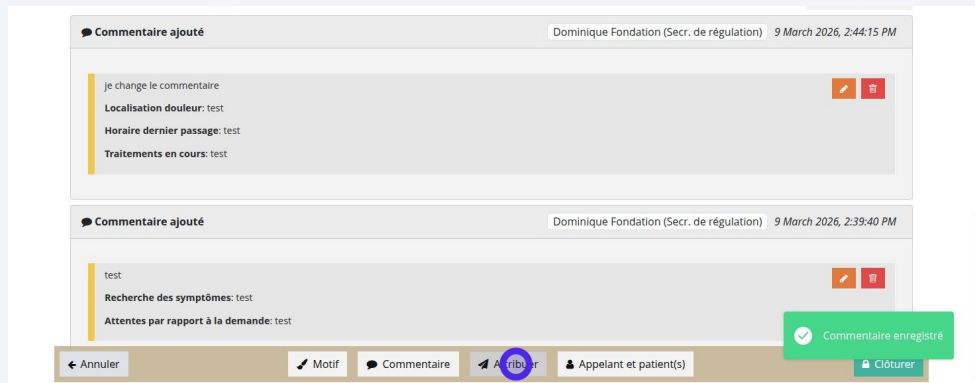 Commentaire ajouté Dominique Fondation (Secr. de régulation) 9 March 2026, 2:44:15 PM
je change le commentaire
Localisation douleur: test
Horaire dernier passage: test
Traitements en cours: test
Commentaire ajouté Dominique Fondation (Secr. de régulation) 9 March 2026, 2:39:40 PM
test
Recherche des symptômes: test
Attentes par rapport à la demande: test
Commentaire enregistré
Annuler Motif Commentaire Attribuer Appelant et patient(s) Clôturer